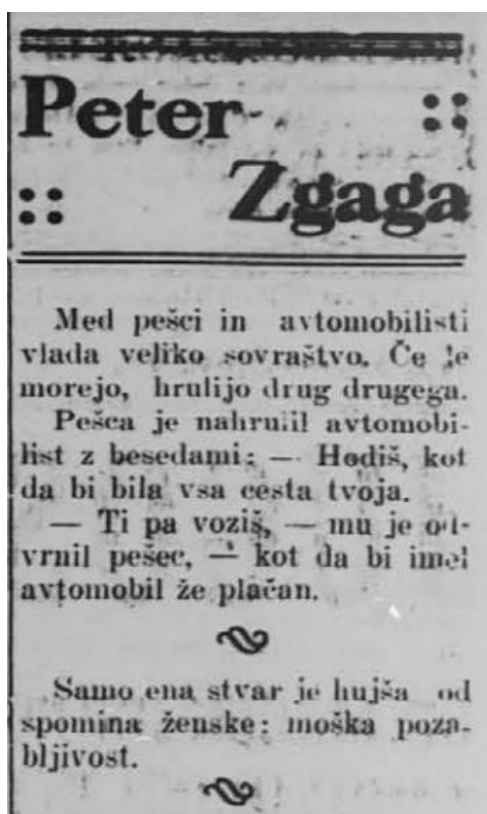 Peter
Zgaga
Med pešci in avtomobilisti
vlada veliko sovraštvo. Če le
morejo, hrulijo drug drugega.
Pešca je nahrulil avtomobi-
list z besedami: — Hodiš, kot
da bi bila vsa cesta tvoja.
— Ti pa voziš, — mu je od-
vrnil pešec, — kot da bi imel
avtomobil že plačan.
Samo ena stvar je hujša od
spomina ženske: moška poza-
bljivost.